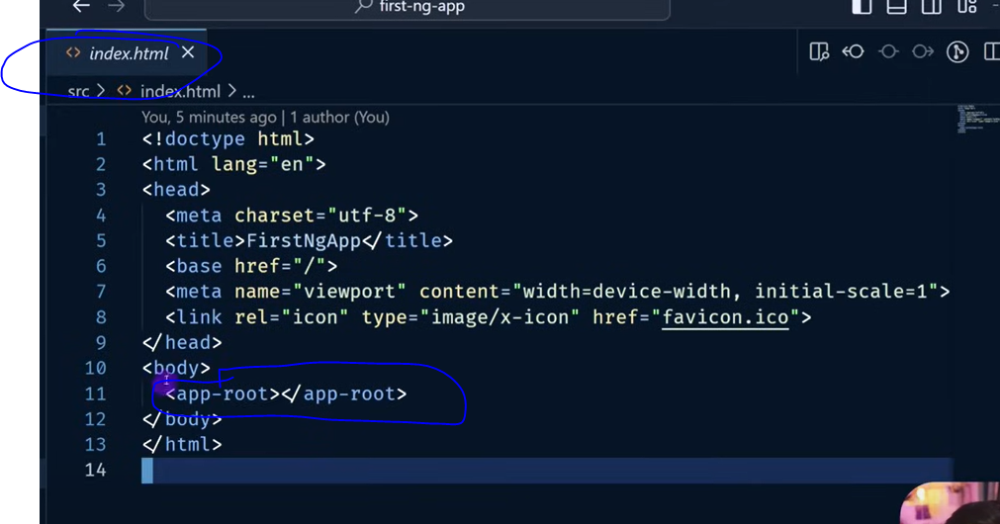 first-ng-app
index.html
src > index.html > ...
You, 5 minutes ago | 1 author (You)
1 <!doctype html>
2 <html lang="en">
3 <head>
4 <meta charset="utf-8">
5 <title>FirstNgApp</title>
6 <base href="/">
7 <meta name="viewport" content="width=device-width, initial-scale=1">
8 <link rel="icon" type="image/x-icon" href="favicon.ico">
9 </head>
10 <body>
11 <app-root></app-root>
12 </body>
13 </html>
14